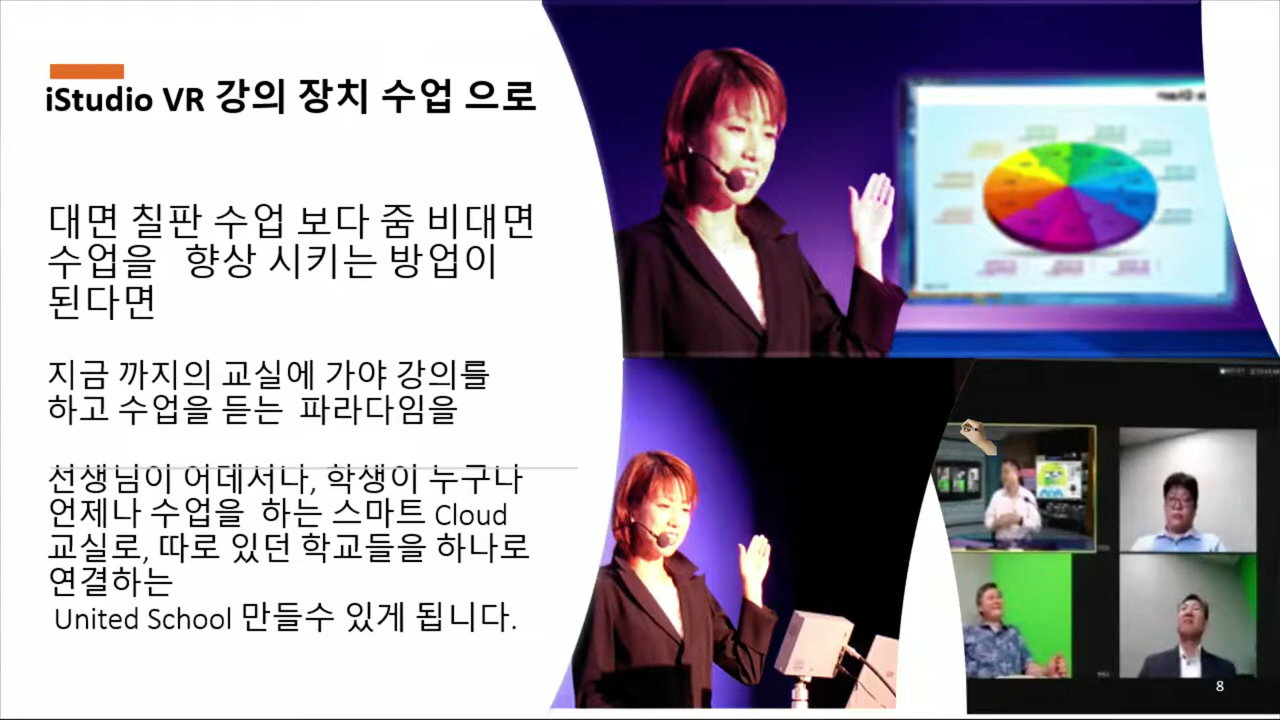 iStudio VR 강의 장치 수업 으로
대면 칠판 수업 보다 줌 비대면
수업을 향상 시키는 방업이
된다면
지금 까지의 교실에 가야 강의를
하고 수업을 듣는 파라다임을
선생님이 어데서나, 학생이 누구나
언제나 수업을 하는 스마트 Cloud
교실로, 따로 있던 학교들을 하나로
연결하는
United School 만들수 있게 됩니다.
8